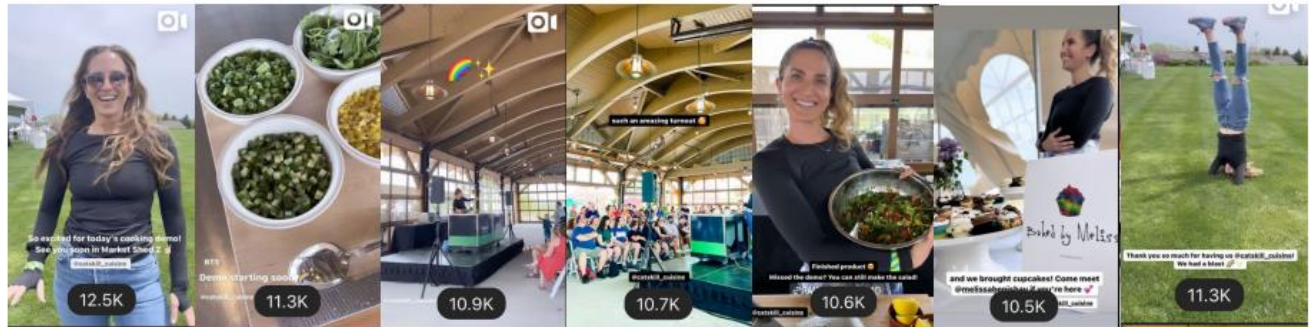 So excited for today's cooking demo!
See you soon in Market Shed 2
@catskill_cuisine
12.5K
BTS
Demo starting soon
11.3K
10.9K
such an amazing turnout
@catskill_cuisine
10.7K
Finished product
Missed the demo? You can still make the salad!
@catskill_cuisine
10.6K
Baked by Meliss
and we brought cupcakes! Come meet
if you're here
10.5K
Thank you so much for having us @catskill_cuisine!
We had a blast
11.3K